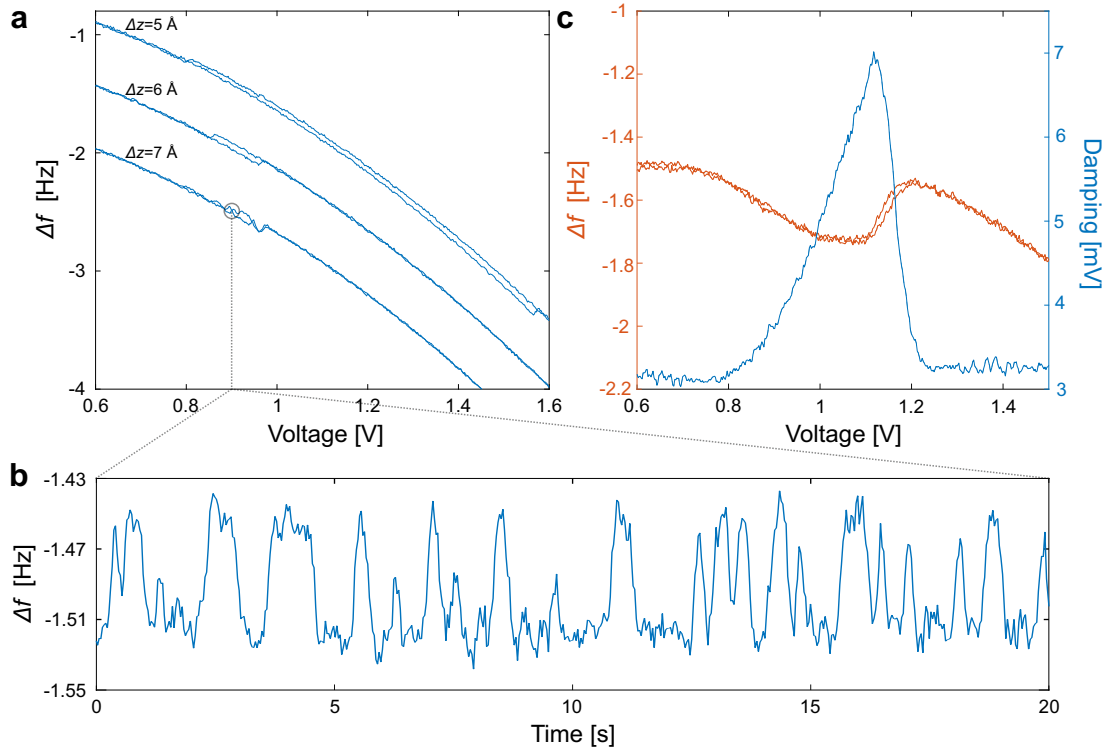 a
Δz=5 Å
Δz=6 Å
Δz=7 Å
-1
-2
-3
-4
Δf [Hz]
0.6
0.8
1
1.2
1.4
1.6
Voltage [V]
c
-1
-1.2
-1.4
-1.6
-1.8
-2
-2.2
Δf [Hz]
7
6
5
4
3
Damping [mV]
0.6
0.8
1
1.2
1.4
Voltage [V]
b
-1.43
-1.47
-1.51
-1.55
Δf [Hz]
0
5
10
15
20
Time [s]